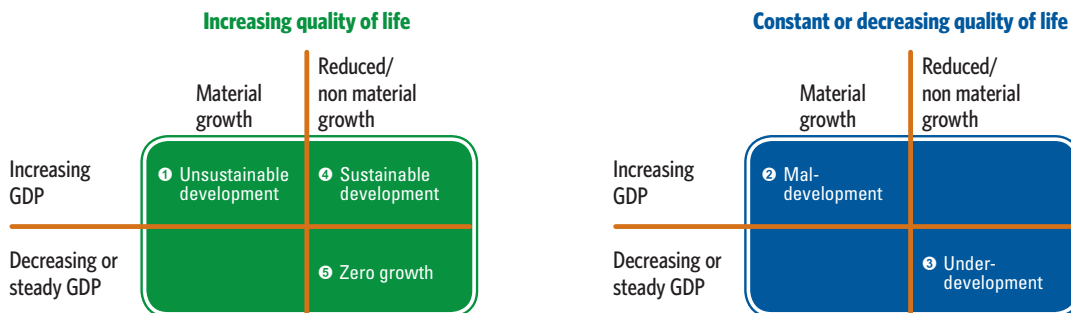 Increasing quality of life
Material
growth
Reduced/
non material
growth
Increasing
GDP
❶ Unsustainable
development
❹ Sustainable
development
Decreasing or
steady GDP
❺ Zero growth
Constant or decreasing quality of life
Material
growth
Reduced/
non material
growth
Increasing
GDP
❷ Mal-
development
Decreasing or
steady GDP
❸ Under-
development